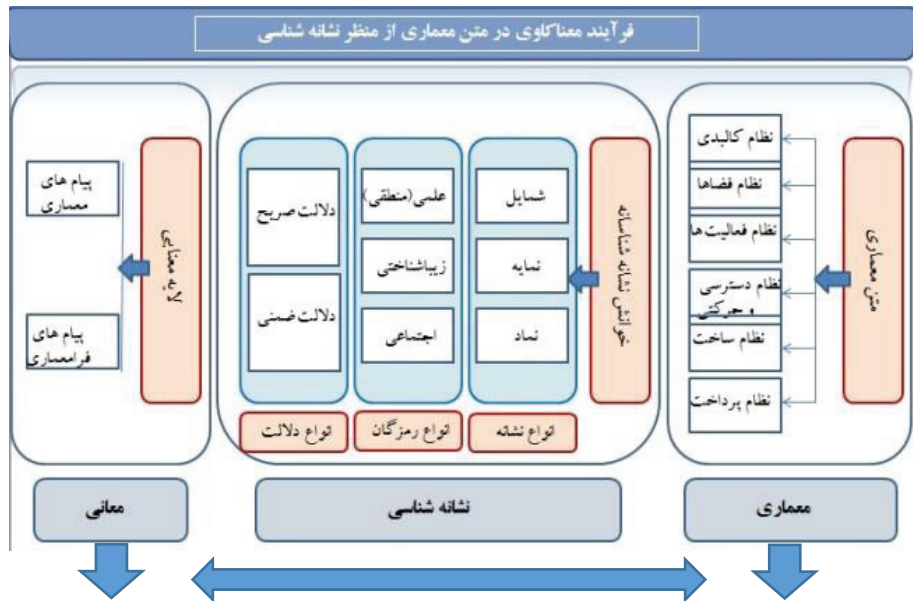 فرآیند معناکاوی در متن معماری از منظر نشانه شناسی
متن معماری
نظام کالبدی
نظام فضاها
نظام فعالیت ها
نظام دسترسی
و حرکتی
نظام ساخت
نظام پرداخت
معماری
خوانش نشانه شناسانه
شمایل
نمایه
نماد
انواع نشانه
علمی(منطقی)
زیباشناختی
اجتماعی
انواع رمزگان
دلالت صریح
دلالت ضمنی
انواع دلالت
نشانه شناسی
لایه معنایی
پیام های
معماری
پیام های
فرامعماری
معانی